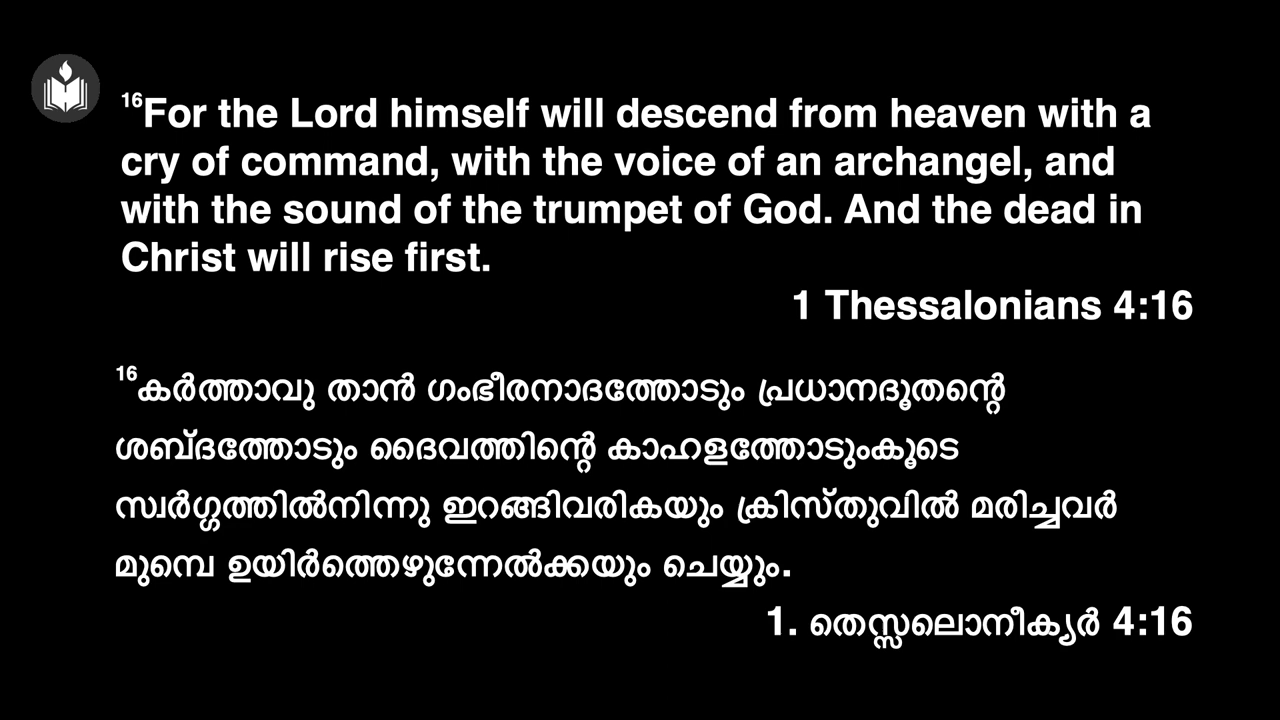 16For the Lord himself will descend from heaven with a
cry of command, with the voice of an archangel, and
with the sound of the trumpet of God. And the dead in
Christ will rise first.
1 Thessalonians 4:16
16കർത്താവു താൻ ഗംഭീരനാദത്തോടും പ്രധാനദൂതന്റെ
ശബ്ദത്തോടും ദൈവത്തിന്റെ കാഹളത്തോടുംകൂടെ
സ്വർഗ്ഗത്തിൽനിന്നു ഇറങ്ങിവരികയും ക്രിസ്തുവിൽ മരിച്ചവർ
മുമ്പെ ഉയിർത്തെഴുന്നേൽക്കയും ചെയ്യും.
1. തെസ്സലൊനീക്യർ 4:16